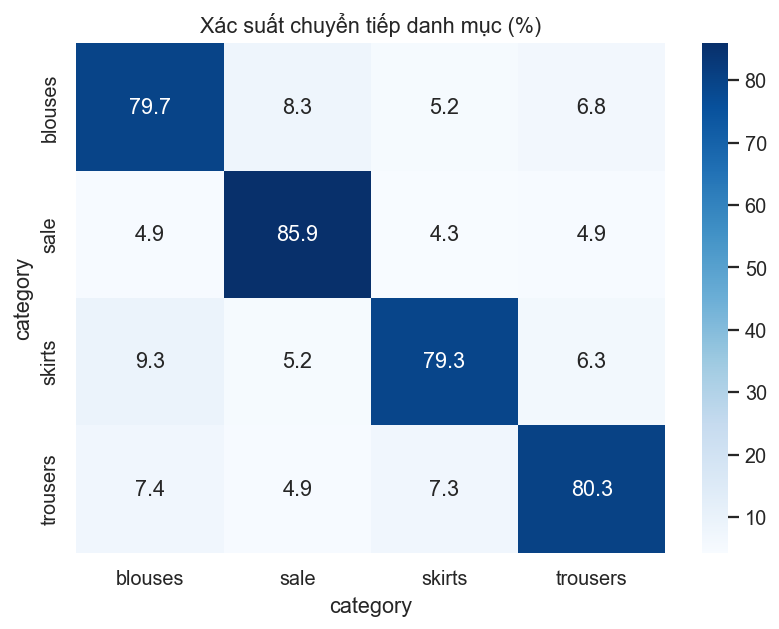 Xác suất chuyển tiếp danh mục (%)
category
blouses
79.7 8.3 5.2 6.8
sale
4.9 85.9 4.3 4.9
skirts
9.3 5.2 79.3 6.3
trousers
7.4 4.9 7.3 80.3
blouses sale skirts trousers
category
80
70
60
50
40
30
20
10